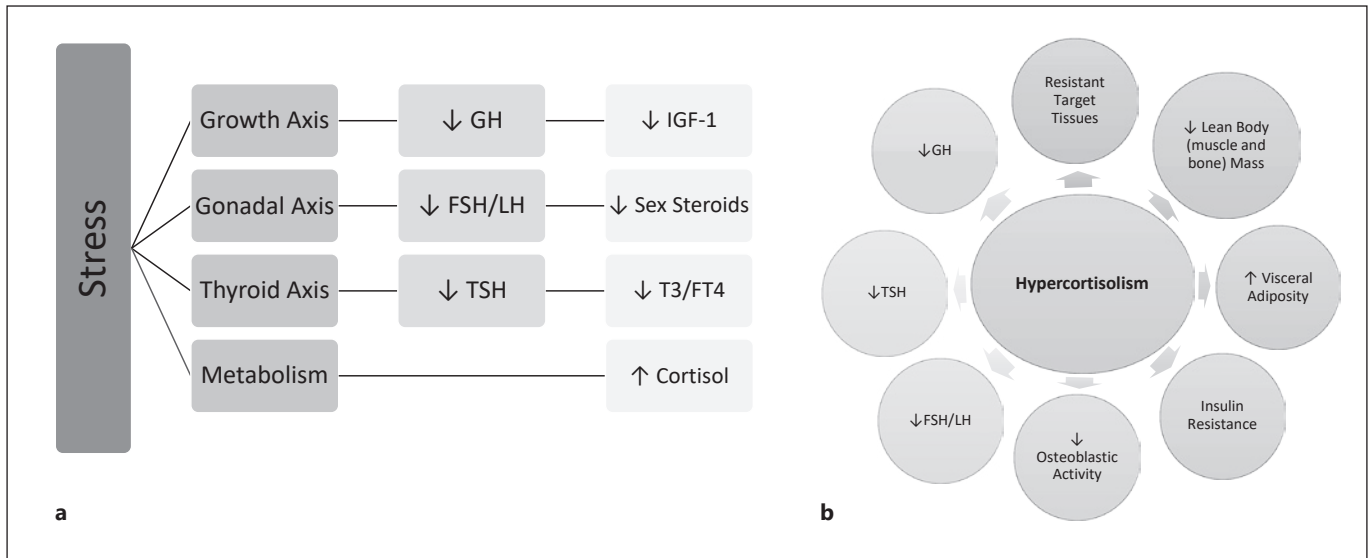 Stress
Growth Axis
↓ GH
↓ IGF-1
Gonadal Axis
↓ FSH/LH
↓ Sex Steroids
Thyroid Axis
↓ TSH
↓ T3/FT4
Metabolism
↑ Cortisol
a
Resistant
Target
Tissues
↓ Lean Body
(muscle and
bone) Mass
↑ Visceral
Adiposity
Insulin
Resistance
↓
Osteoblastic
Activity
↓FSH/LH
↓TSH
↓GH
Hypercortisolism
b